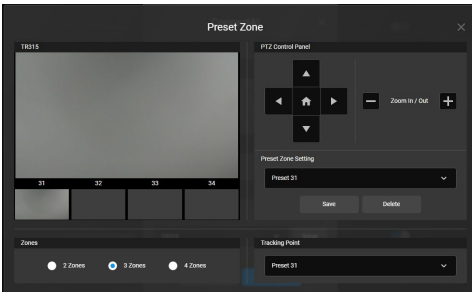 Preset Zone
TR315
31 32 33 34
PTZ Control Panel
Zoom In / Out
Preset Zone Setting
Preset 31
Save Delete
Zones
2 Zones 3 Zones 4 Zones
Tracking Point
Preset 31